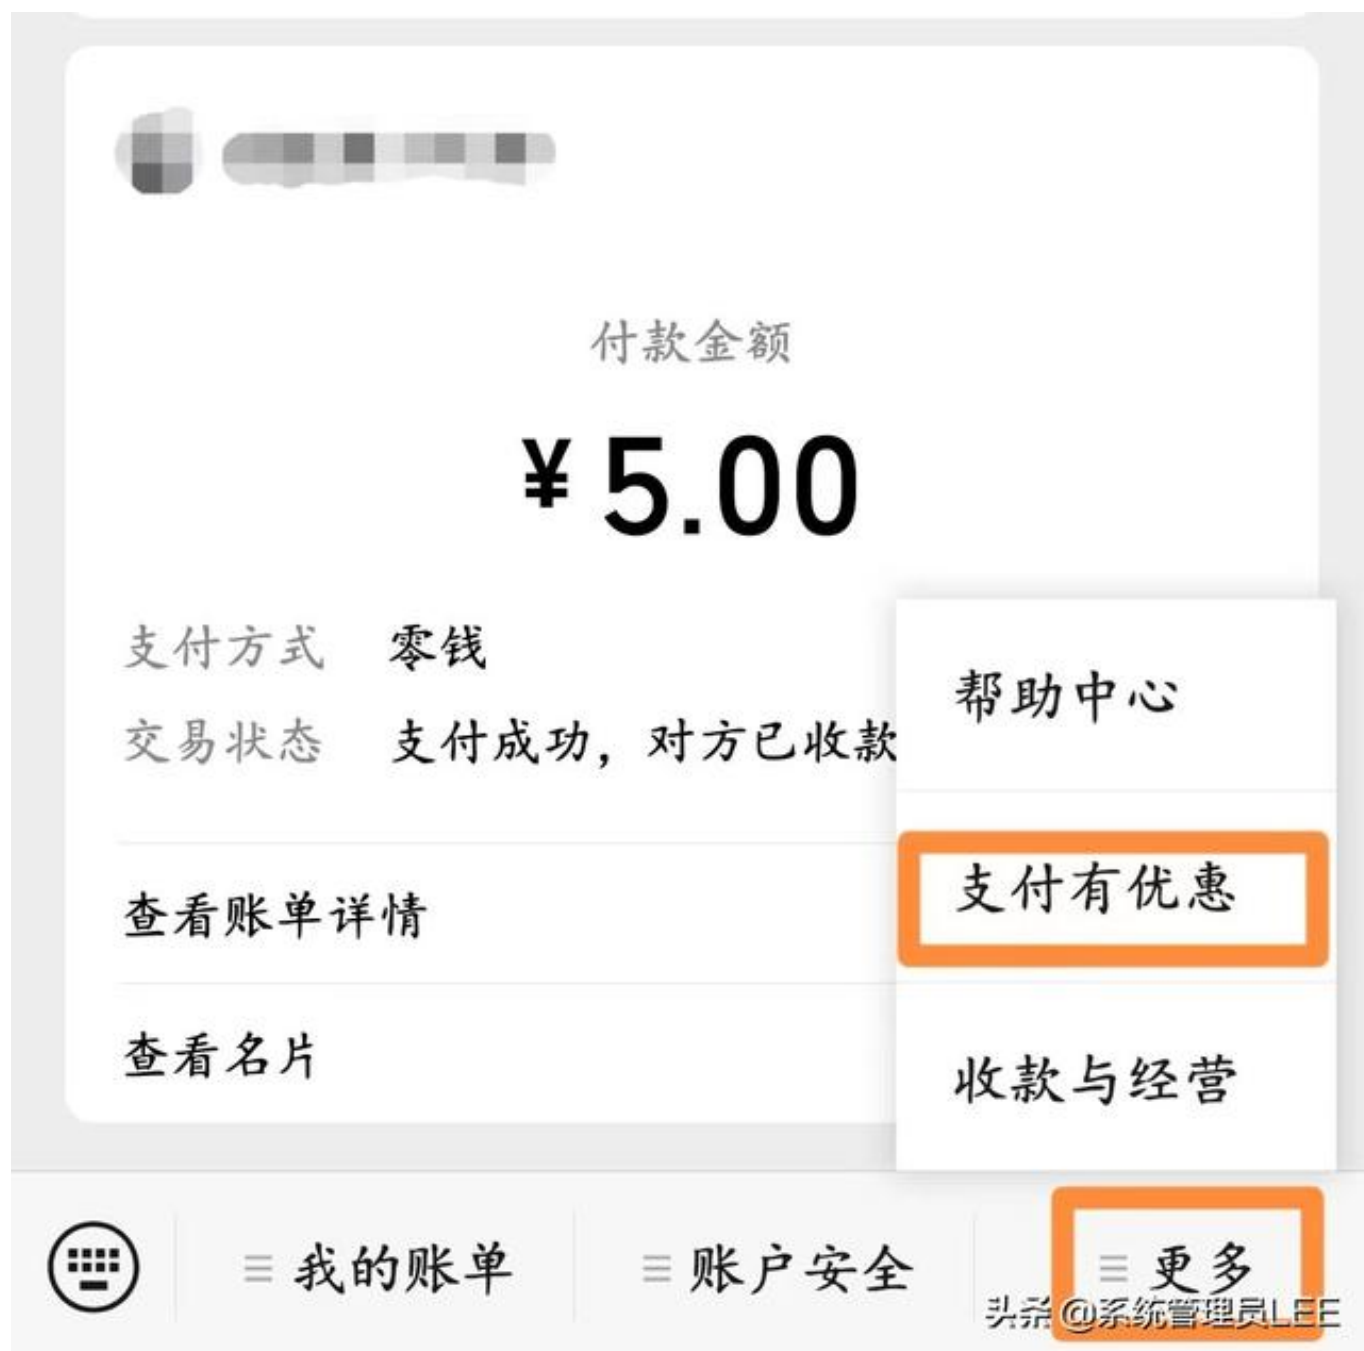 付款金额
¥5.00
支付方式 零钱
交易状态 支付成功，对方已收款
查看账单详情
查看名片
帮助中心
支付有优惠
收款与经营
我的账单
账户安全
更多
头条 @系统管理员LEE